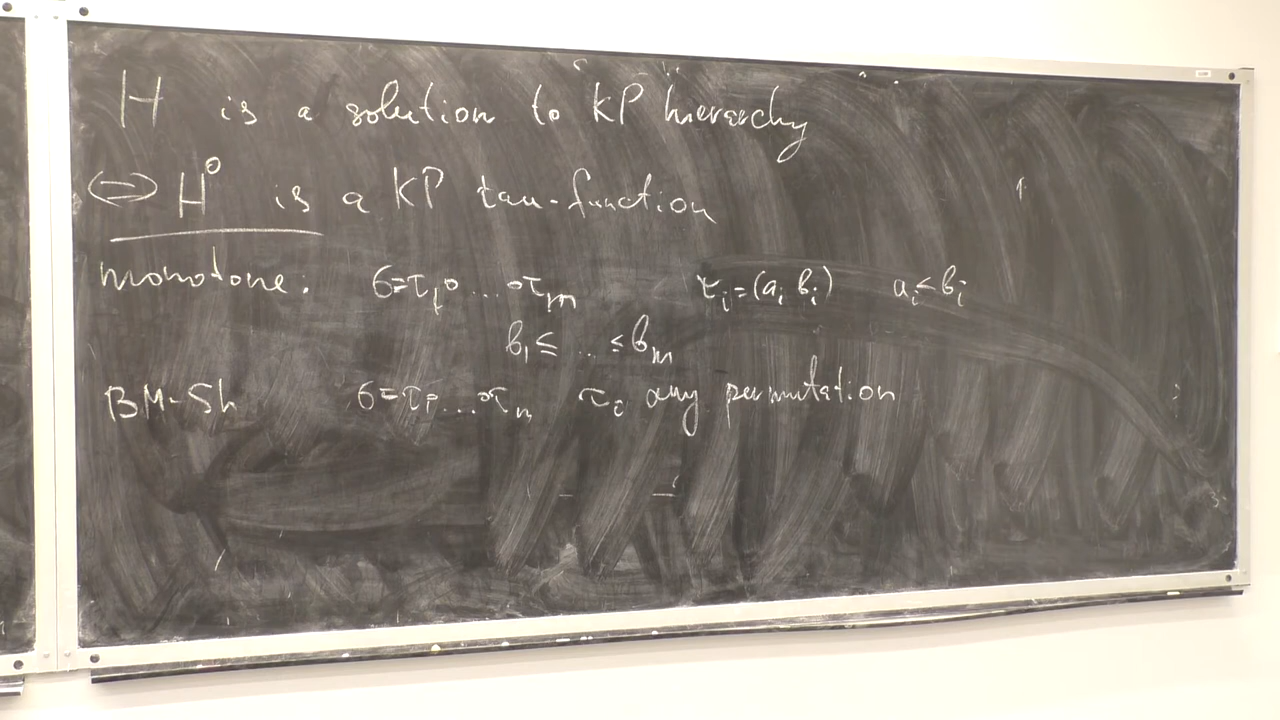 H is a solution to KP hierarchy
⇔ H° is a KP tau-function
monotone: σ=τ₁∘...∘τₘ τᵢ=(aᵢ bᵢ) aᵢ<bᵢ
b₁≤ ... ≤bₘ
BM-Sh σ=τ₁∘...∘τₘ τᵢ any permutation